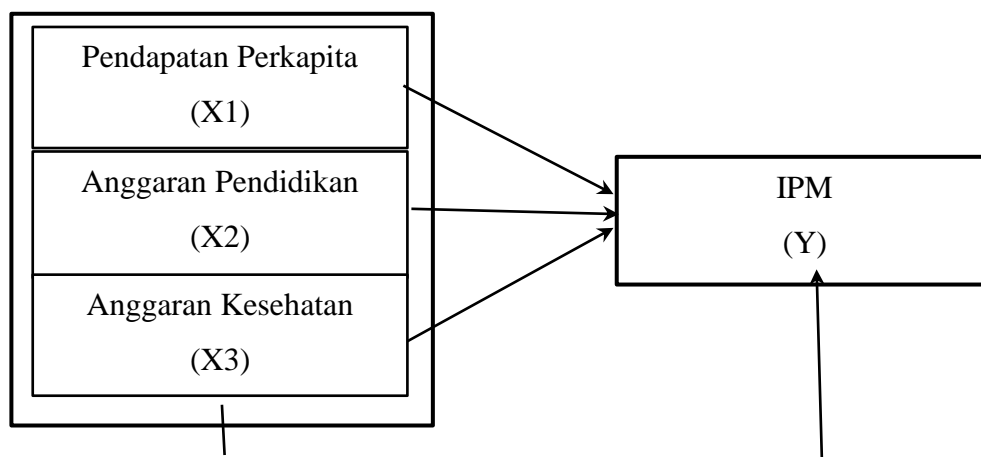 Pendapatan Perkapita
(X1)
Anggaran Pendidikan
(X2)
Anggaran Kesehatan
(X3)
IPM
(Y)